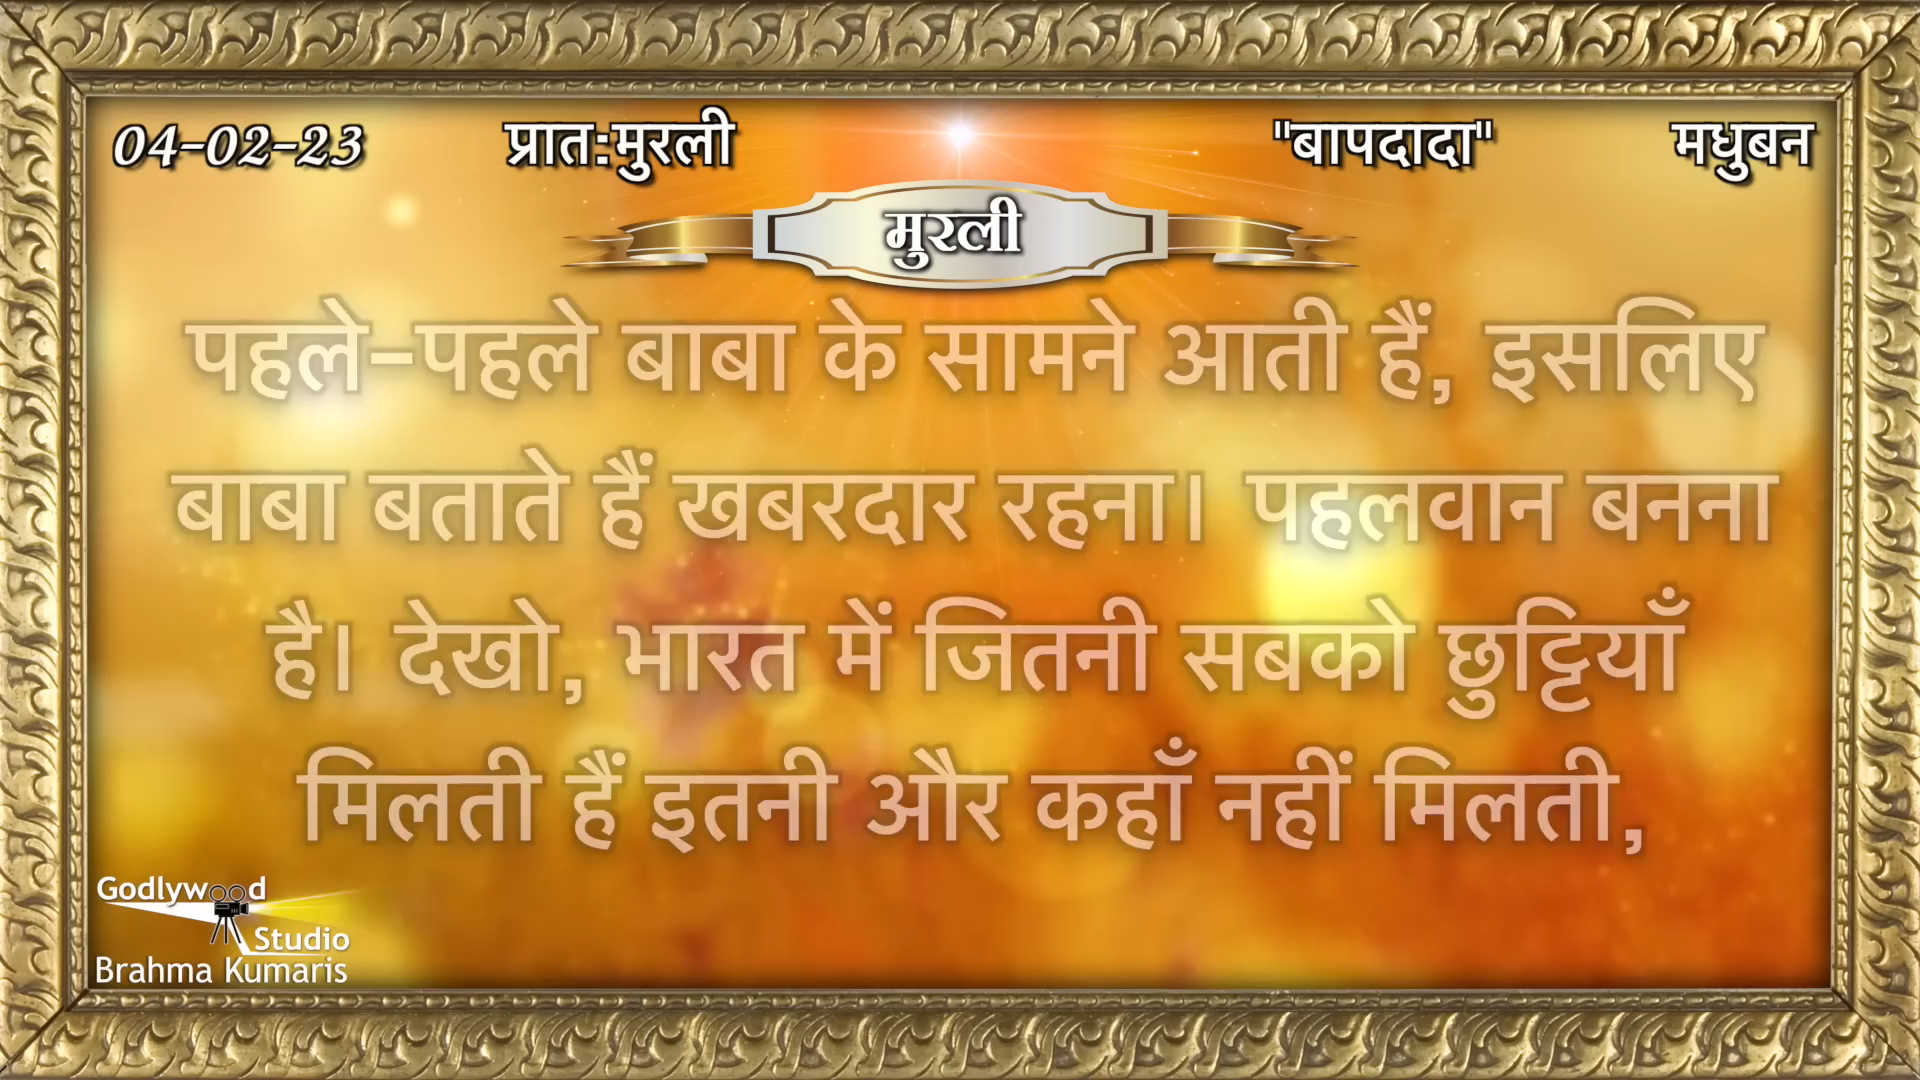 04-02-23 प्रात:मुरली "बापदादा" मधुबन
मुरली
पहले-पहले बाबा के सामने आती हैं, इसलिए
बाबा बताते हैं खबरदार रहना। पहलवान बनना
है। देखो, भारत में जितनी सबको छुट्टियाँ
मिलती हैं इतनी और कहाँ नहीं मिलती,
Godlywood
Studio
Brahma Kumaris